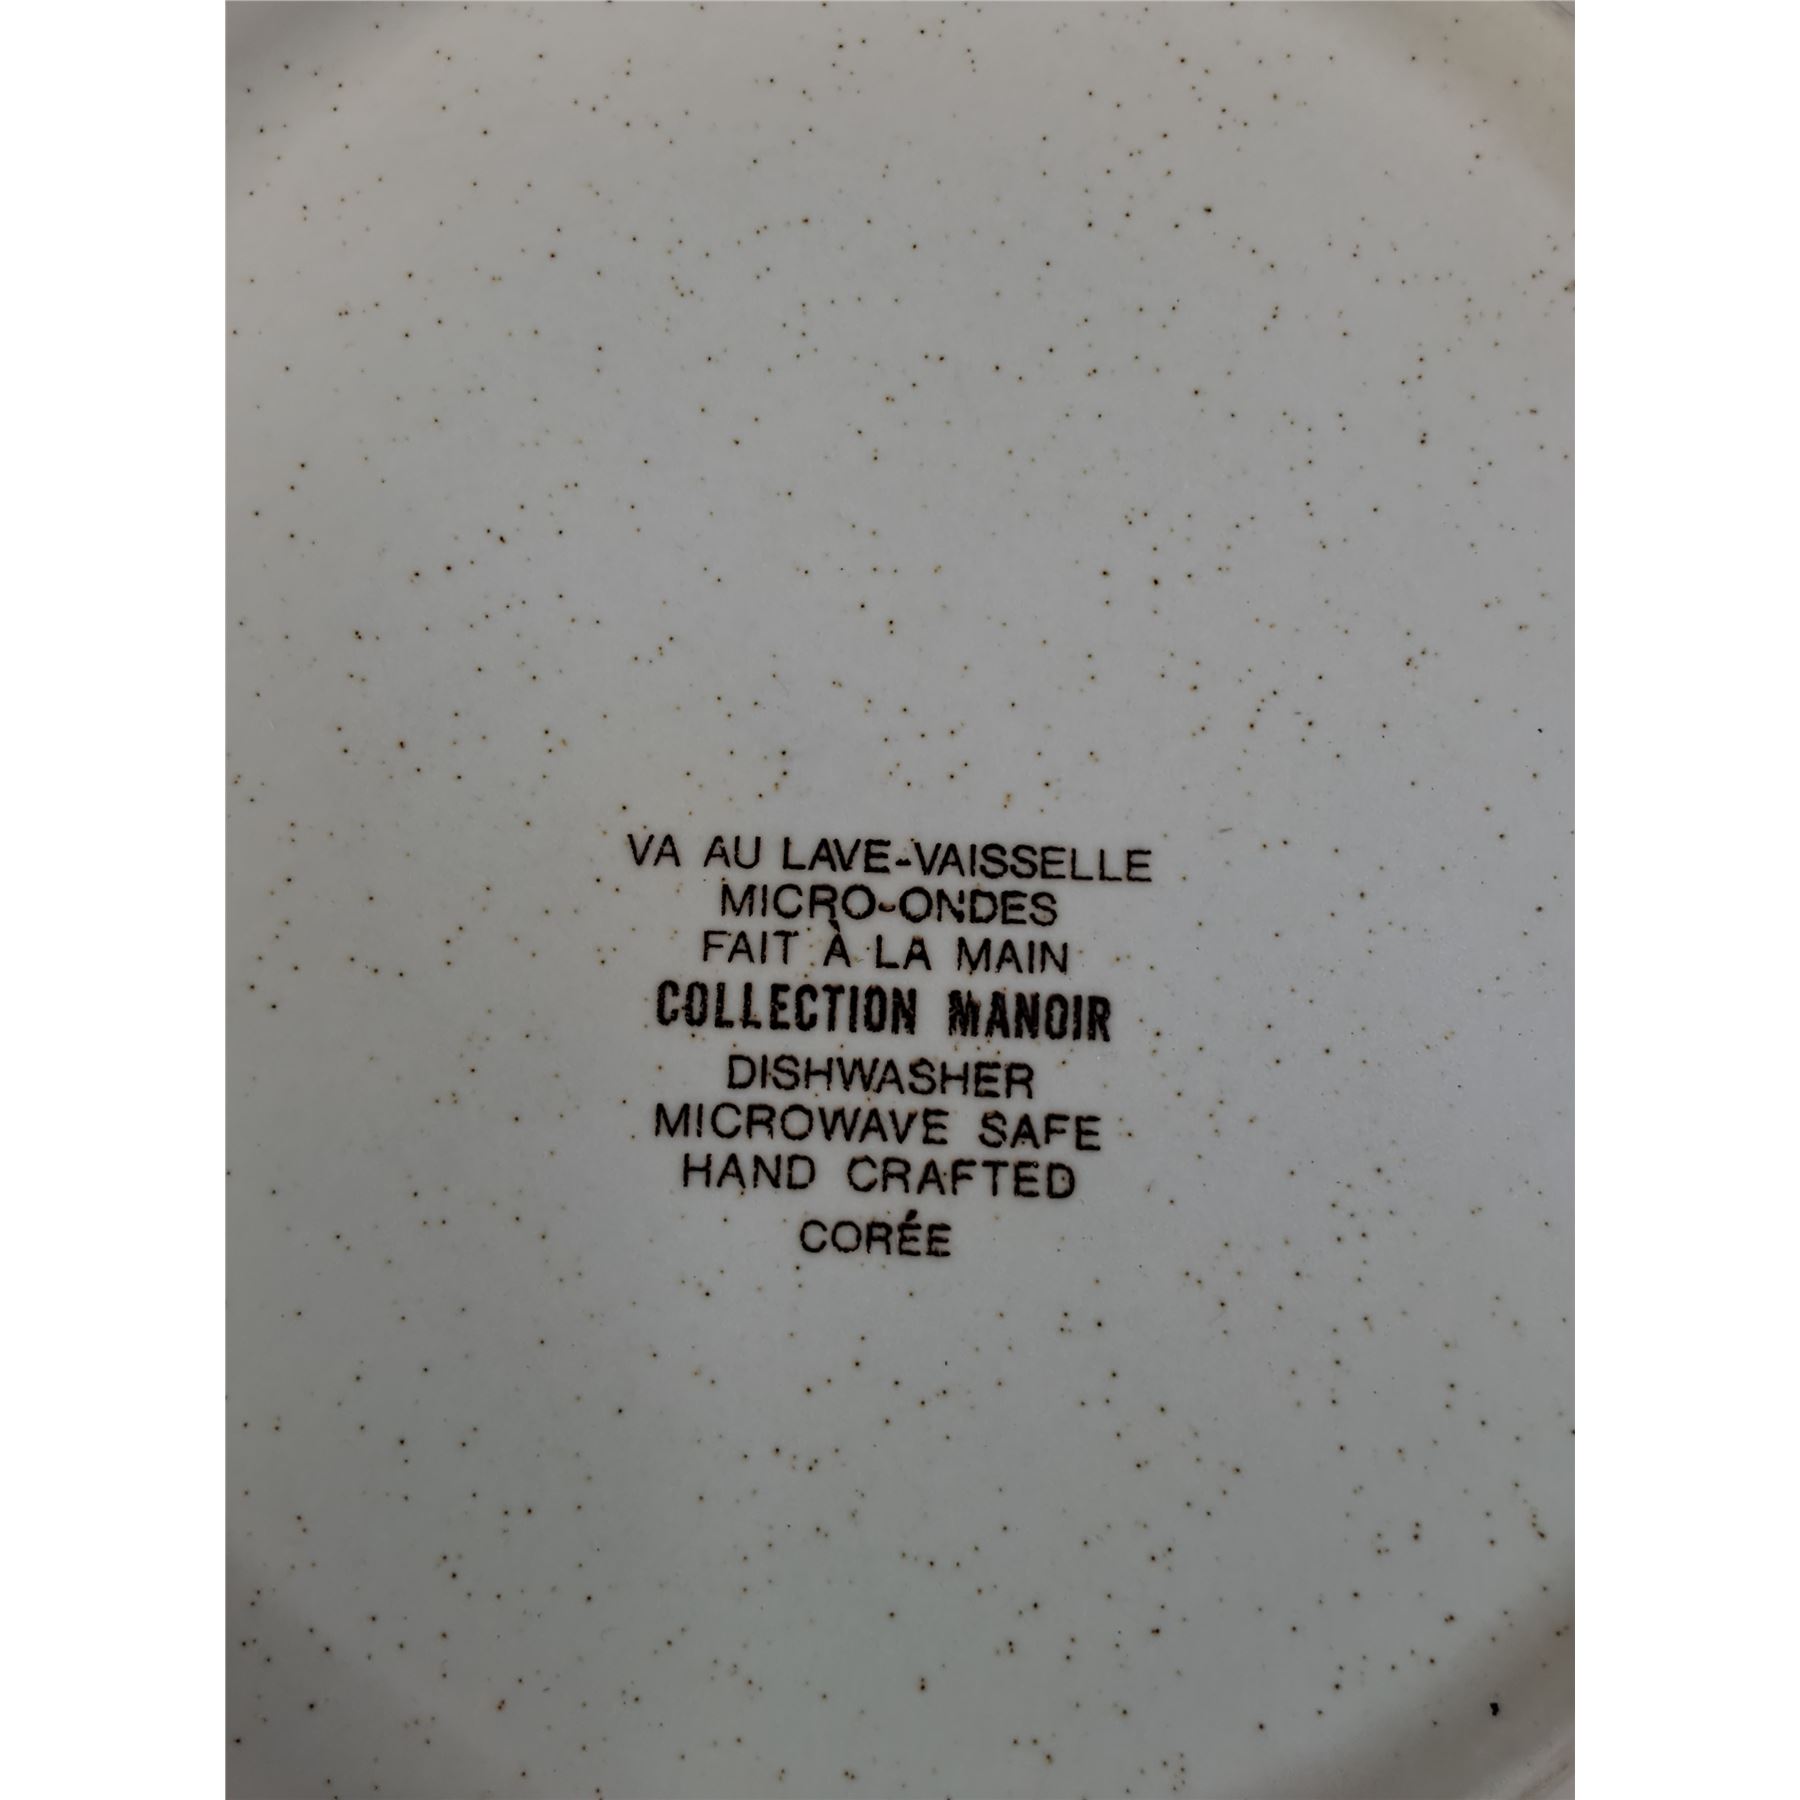 VA AU LAVE-VAISSELLE
MICRO-ONDES
FAIT À LA MAIN
COLLECTION MANOIR
DISHWASHER
MICROWAVE SAFE
HAND CRAFTED
CORÉE